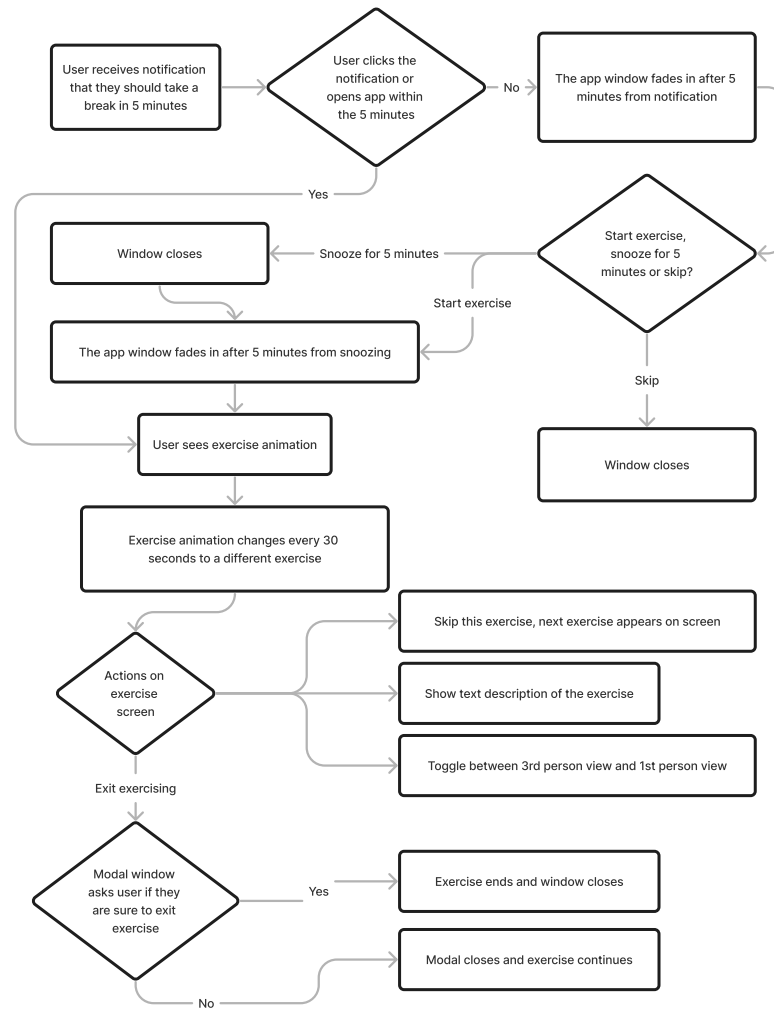 User receives notification
that they should take a
break in 5 minutes
User clicks the
notification or
opens app within
the 5 minutes
No
The app window fades in after 5
minutes from notification
Yes
Window closes
Snooze for 5 minutes
Start exercise,
snooze for 5
minutes or skip?
Start exercise
The app window fades in after 5 minutes from snoozing
Skip
User sees exercise animation
Window closes
Exercise animation changes every 30
seconds to a different exercise
Skip this exercise, next exercise appears on screen
Actions on
exercise
screen
Show text description of the exercise
Toggle between 3rd person view and 1st person view
Exit exercising
Modal window
asks user if they
are sure to exit
exercise
Yes
Exercise ends and window closes
Modal closes and exercise continues
No